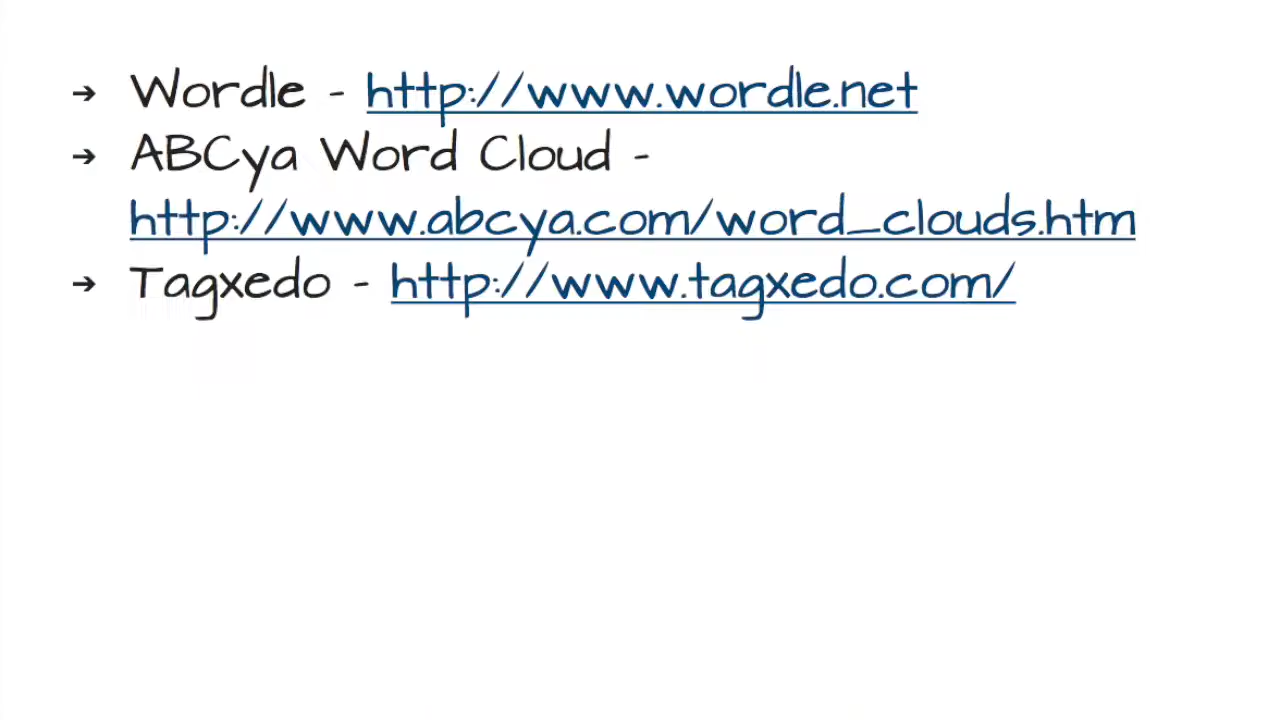 ➔ Wordle - http://www.wordle.net
➔ ABCya Word Cloud -
http://www.abcya.com/word_clouds.htm
➔ Tagxedo - http://www.tagxedo.com/